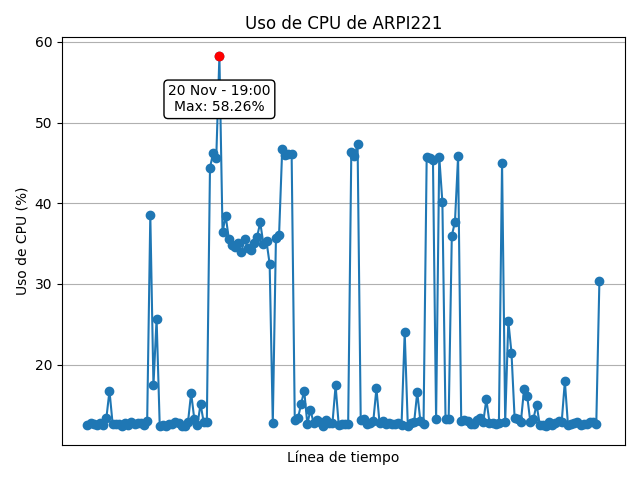 Uso de CPU de ARPI221
60
50
40
30
20
Uso de CPU (%)
20 Nov - 19:00
Max: 58.26%
Línea de tiempo